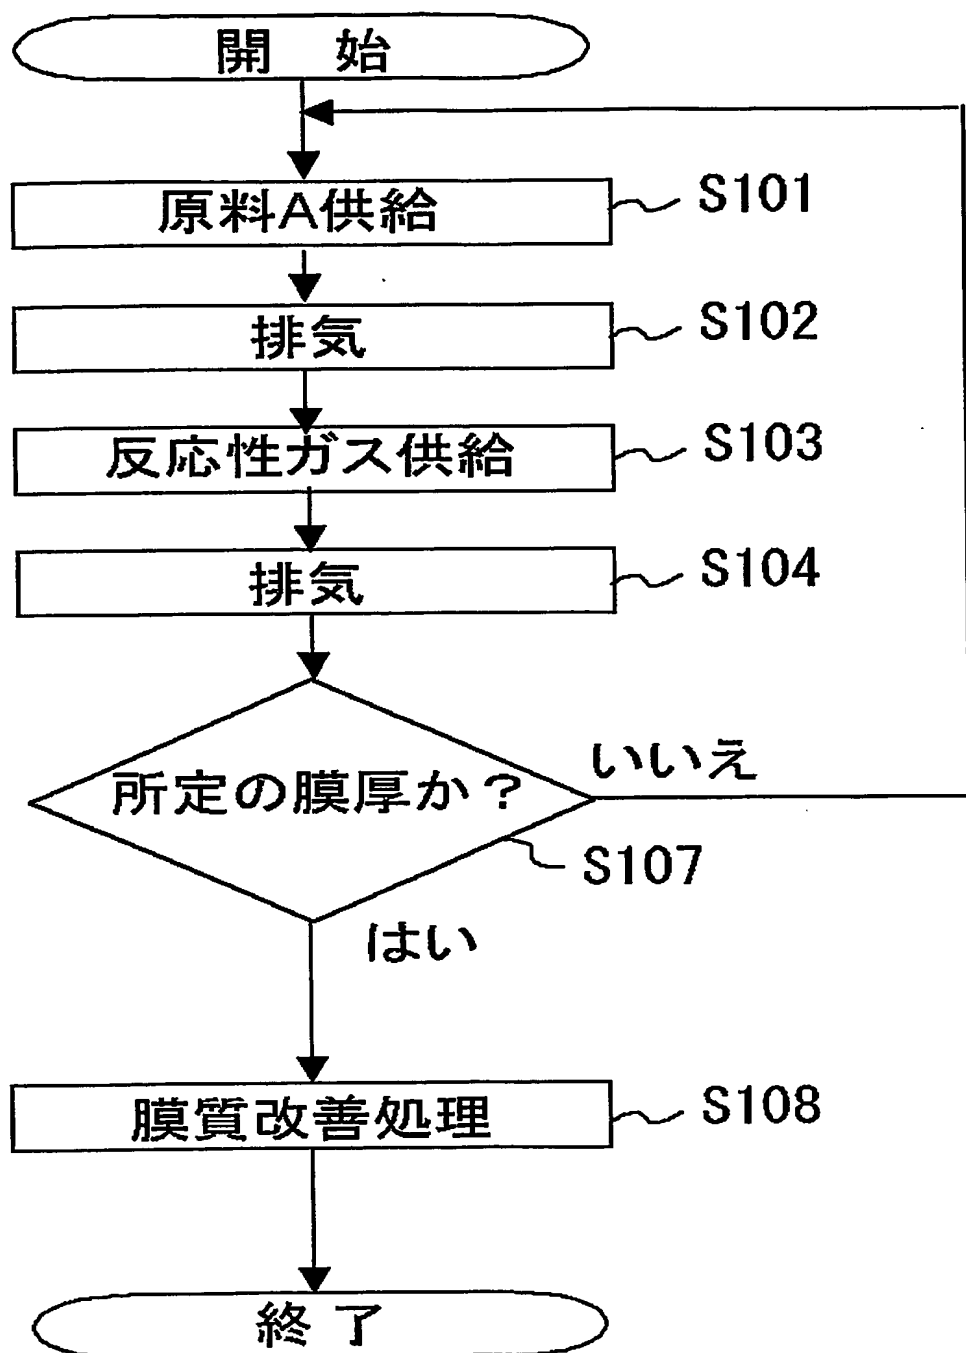 開 始
原料A供給
S101
排気
S102
反応性ガス供給
S103
排気
S104
所定の膜厚か?
いいえ
S107
はい
膜質改善処理
S108
終了